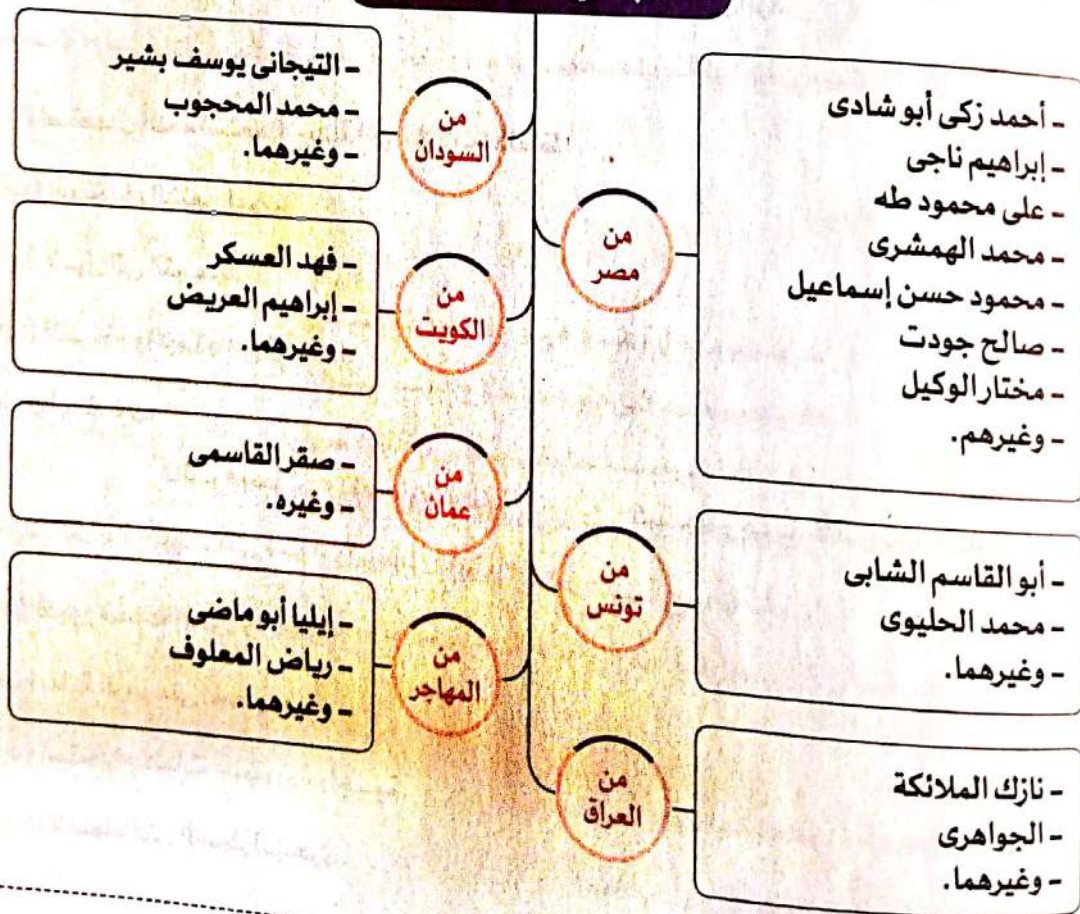 من
مصر
- أحمد زكى أبو شادى
- إبراهيم ناجى
- على محمود طه
- محمد الهمشرى
- محمود حسن إسماعيل
- صالح جودت
- مختار الوكيل
- وغيرهم.
من
السودان
- التيجانى يوسف بشير
- محمد المحجوب
- وغيرهما.
من
الكويت
- فهد العسكر
- إبراهيم العريض
- وغيرهما.
من
عمان
- صقر القاسمى
- وغيره.
من
تونس
- أبو القاسم الشابى
- محمد الحليوى
- وغيرهما.
من
المهاجر
- إيليا أبو ماضى
- رياض المعلوف
- وغيرهما.
من
العراق
- نازك الملائكة
- الجواهرى
- وغيرهما.